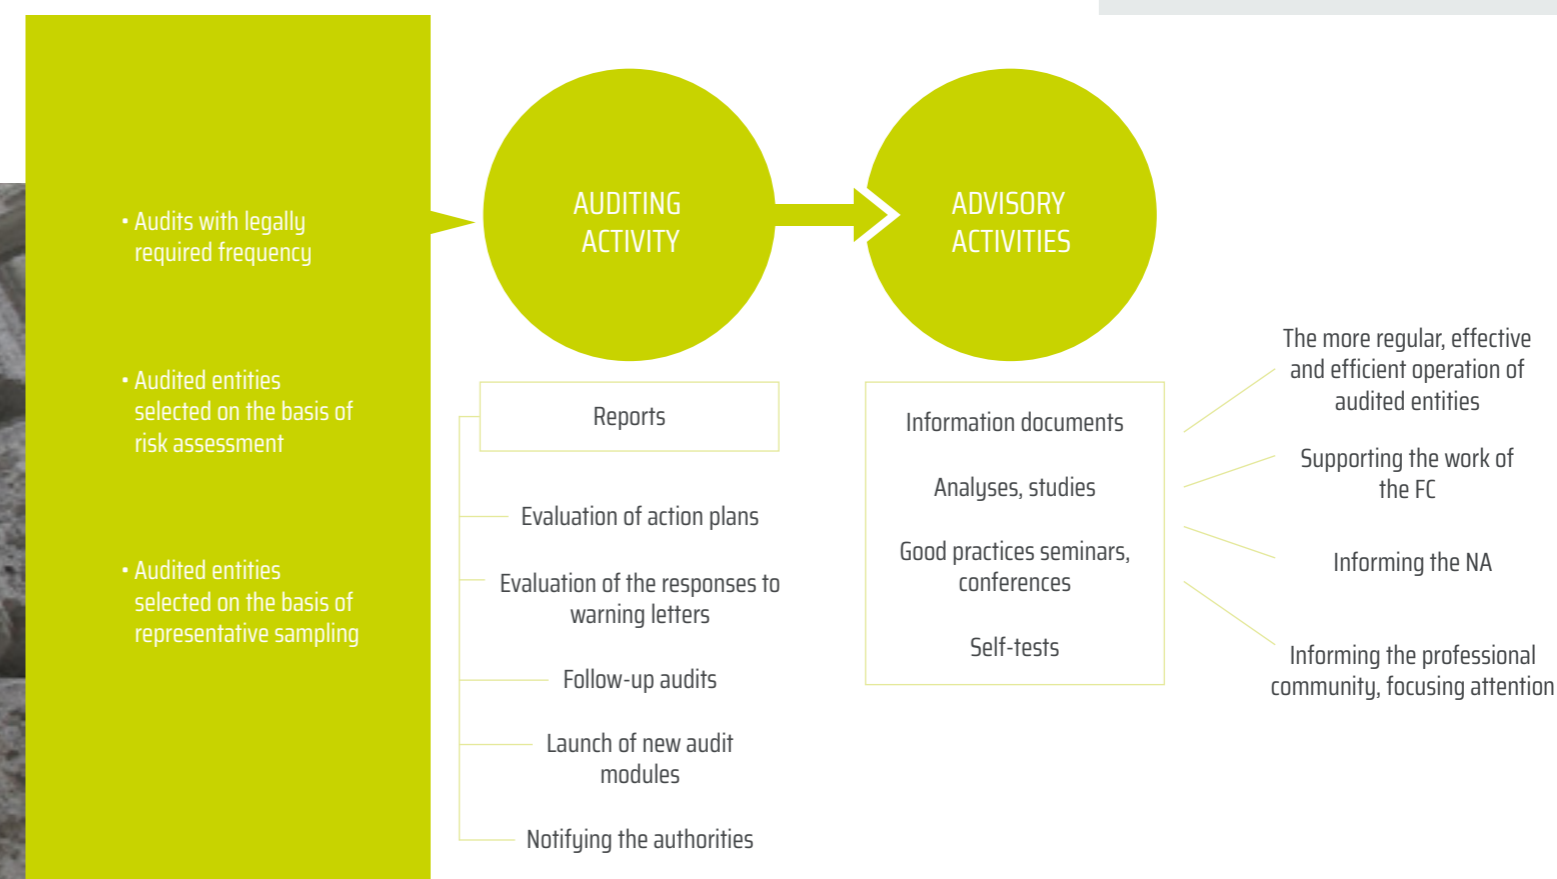 • Audits with legally
required frequency
• Audited entities
selected on the basis of
risk assessment
• Audited entities
selected on the basis of
representative sampling
AUDITING
ACTIVITY
Reports
Evaluation of action plans
Evaluation of the responses to
warning letters
Follow-up audits
Launch of new audit
modules
Notifying the authorities
ADVISORY
ACTIVITIES
Information documents
Analyses, studies
Good practices seminars,
conferences
Self-tests
The more regular, effective
and efficient operation of
audited entities
Supporting the work of
the FC
Informing the NA
Informing the professional
community, focusing attention